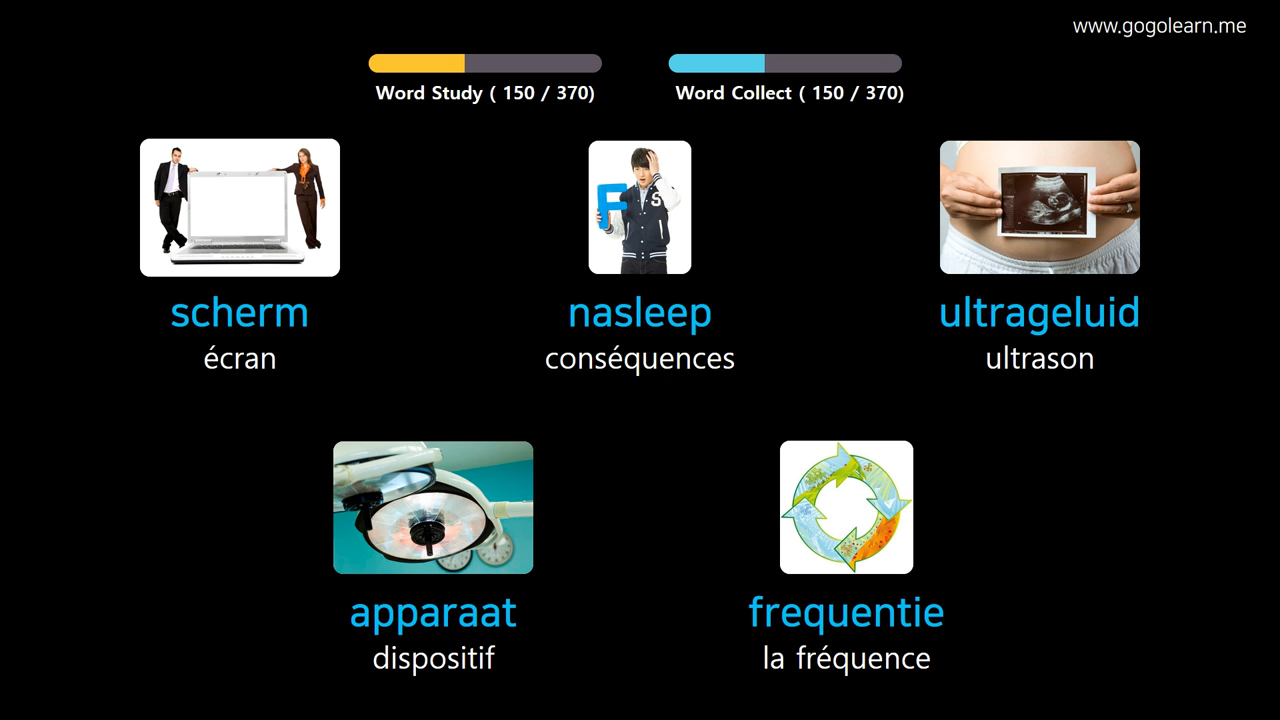 www.gogolearn.me
Word Study ( 150 / 370)
Word Collect ( 150 / 370)
F
S
scherm
nasleep
ultrageluid
écran
conséquences
ultrason
apparaat
frequentie
dispositif
la fréquence